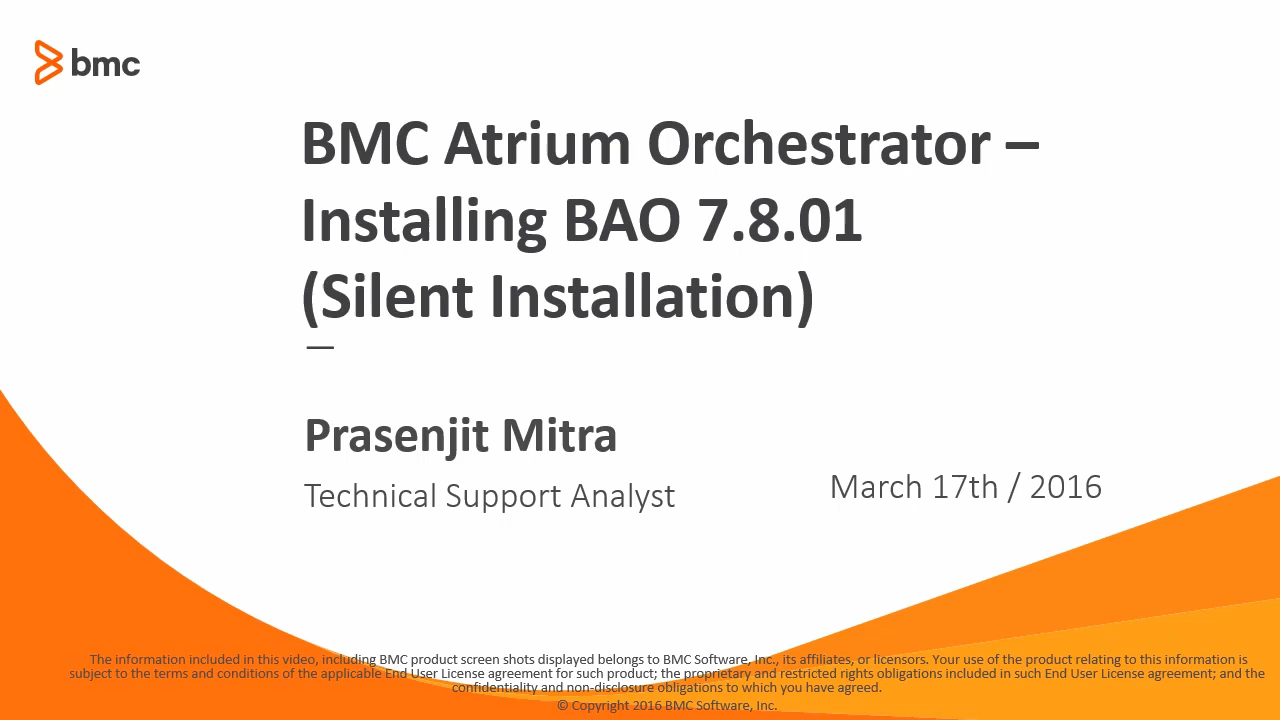 bmc
BMC Atrium Orchestrator –
Installing BAO 7.8.01
(Silent Installation)
Prasenjit Mitra
Technical Support Analyst
March 17th / 2016
The information included in this video, including BMC product screen shots displayed belongs to BMC Software, Inc., its affiliates, or licensors. Your use of the product relating to this information is
subject to the terms and conditions of the applicable End User License agreement for such product; the proprietary and restricted rights obligations included in such End User License agreement; and the
confidentiality and non-disclosure obligations to which you have agreed.
© Copyright 2016 BMC Software, Inc.